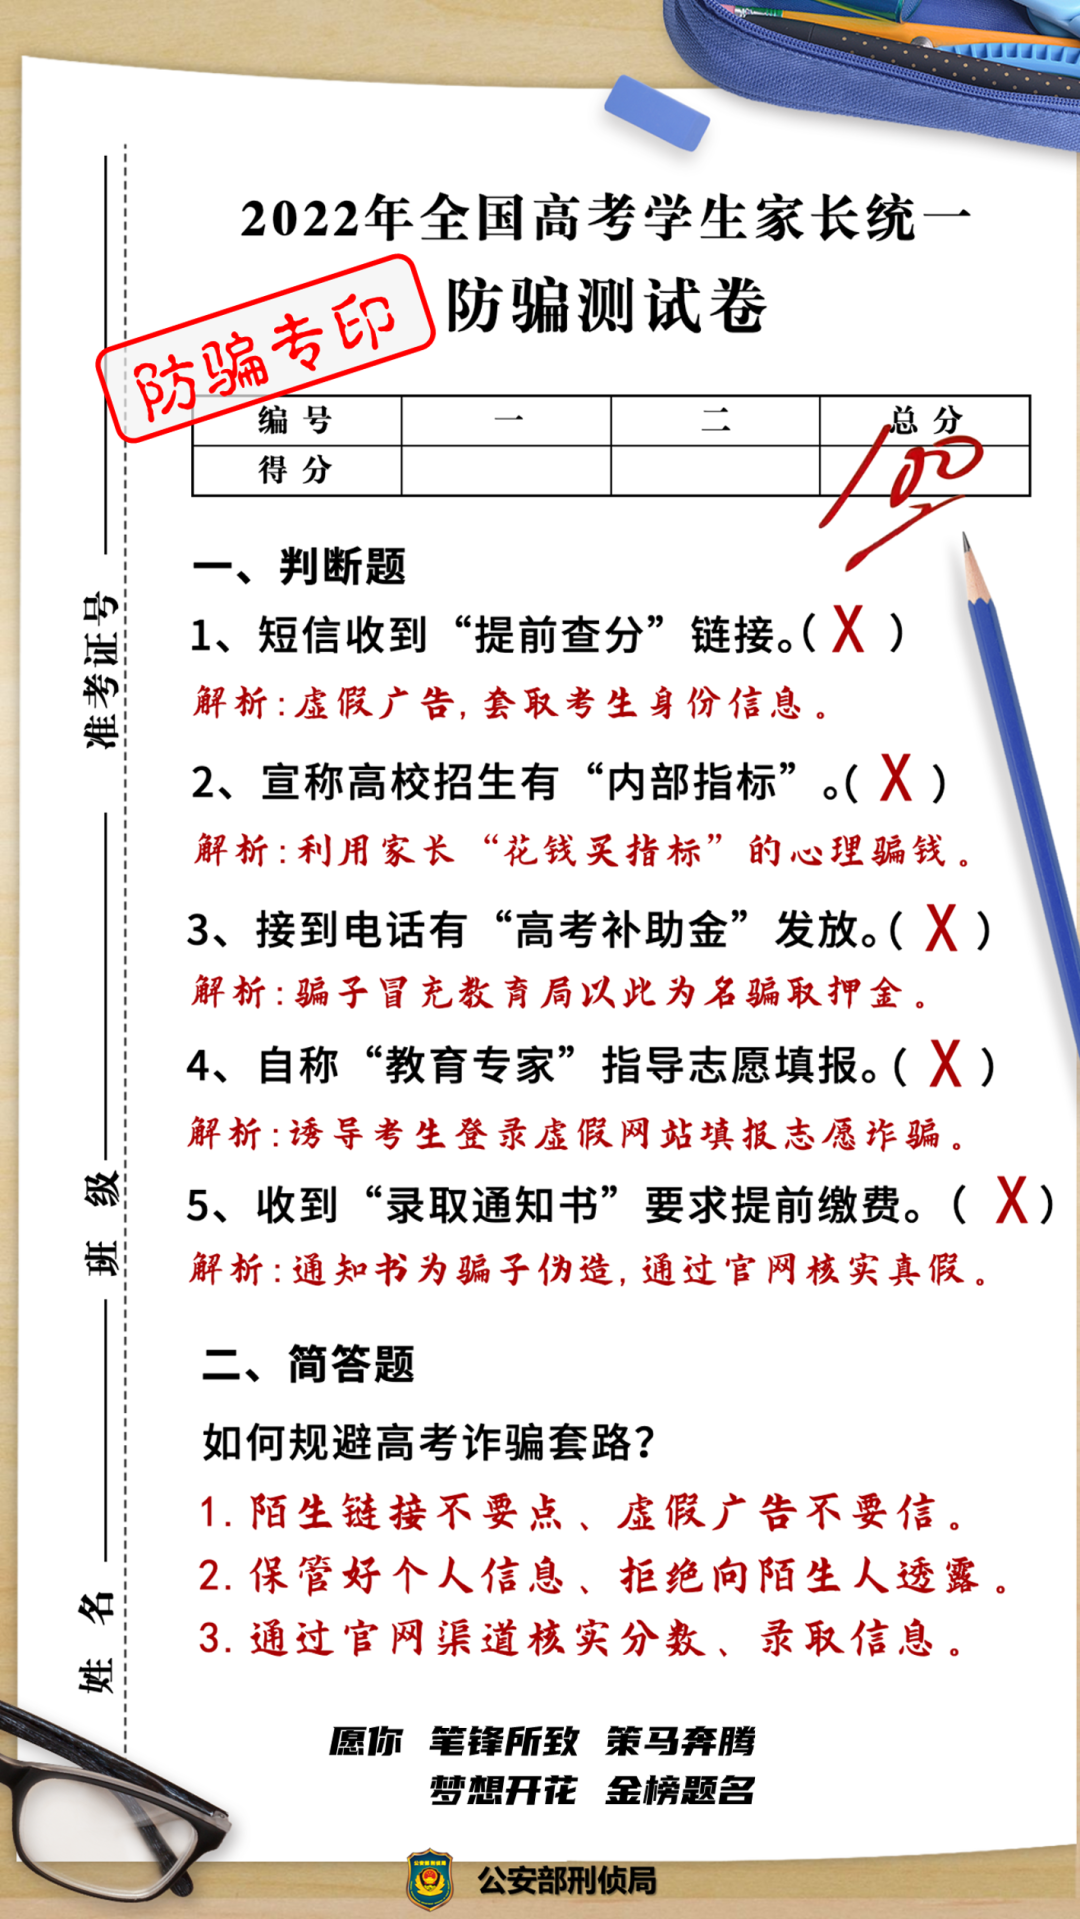 2022年全国高考学生家长统一
防骗测试卷
防骗专印
编号 一 二 总分
得分 100
一、判断题
1、短信收到“提前查分”链接。( X )
解析:虚假广告,套取考生身份信息。
2、宣称高校招生有“内部指标”。( X )
解析:利用家长“花钱买指标”的心理骗钱。
3、接到电话有“高考补助金”发放。( X )
解析:骗子冒充教育局以此为名骗取押金。
4、自称“教育专家”指导志愿填报。( X )
解析:诱导考生登录虚假网站填报志愿诈骗。
5、收到“录取通知书”要求提前缴费。( X )
解析:通知书为骗子伪造,通过官网核实真假。
二、简答题
如何规避高考诈骗套路?
1.陌生链接不要点、虚假广告不要信。
2.保管好个人信息、拒绝向陌生人透露。
3.通过官网渠道核实分数、录取信息。
准考证号
班级
姓名
愿你 笔锋所致 策马奔腾
梦想开花 金榜题名
公安部刑侦局
公安部刑侦局